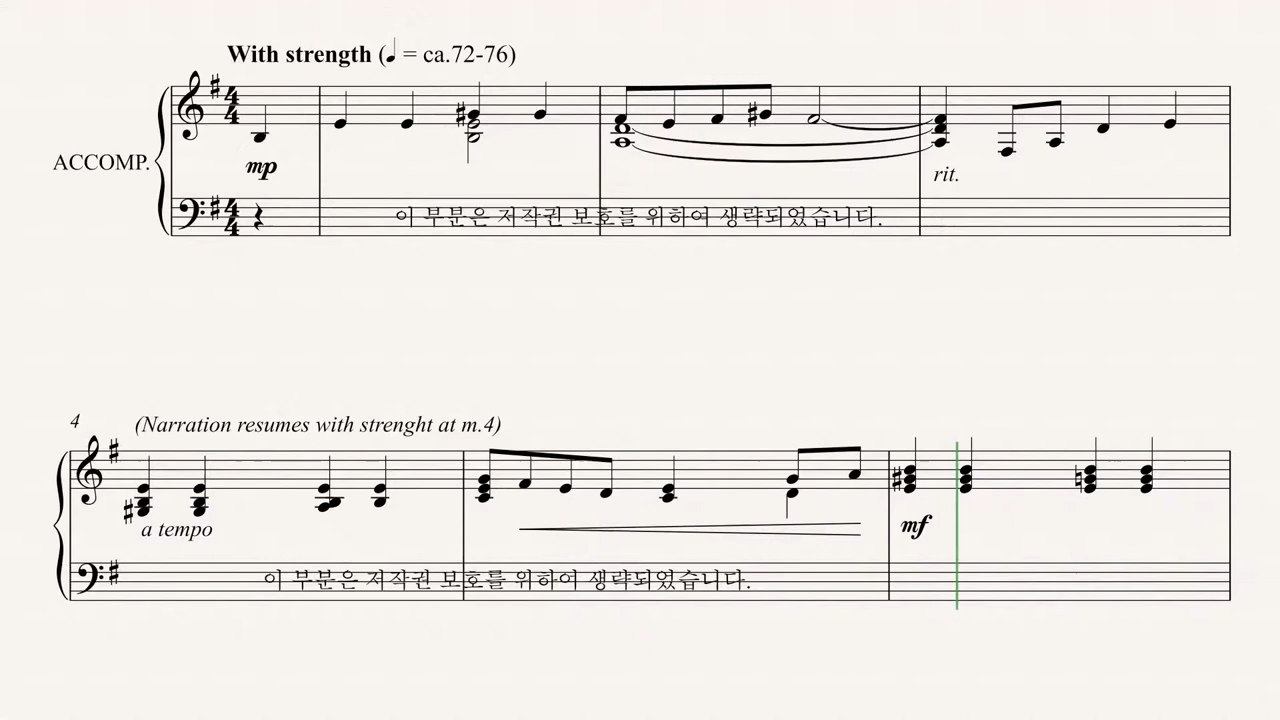 With strength (♩ = ca.72-76)
ACCOMP.
mp
rit.
이 부분은 저작권 보호를 위하여 생략되었습니다.
4
(Narration resumes with strenght at m.4)
a tempo
mf
이 부분은 저작권 보호를 위하여 생략되었습니다.